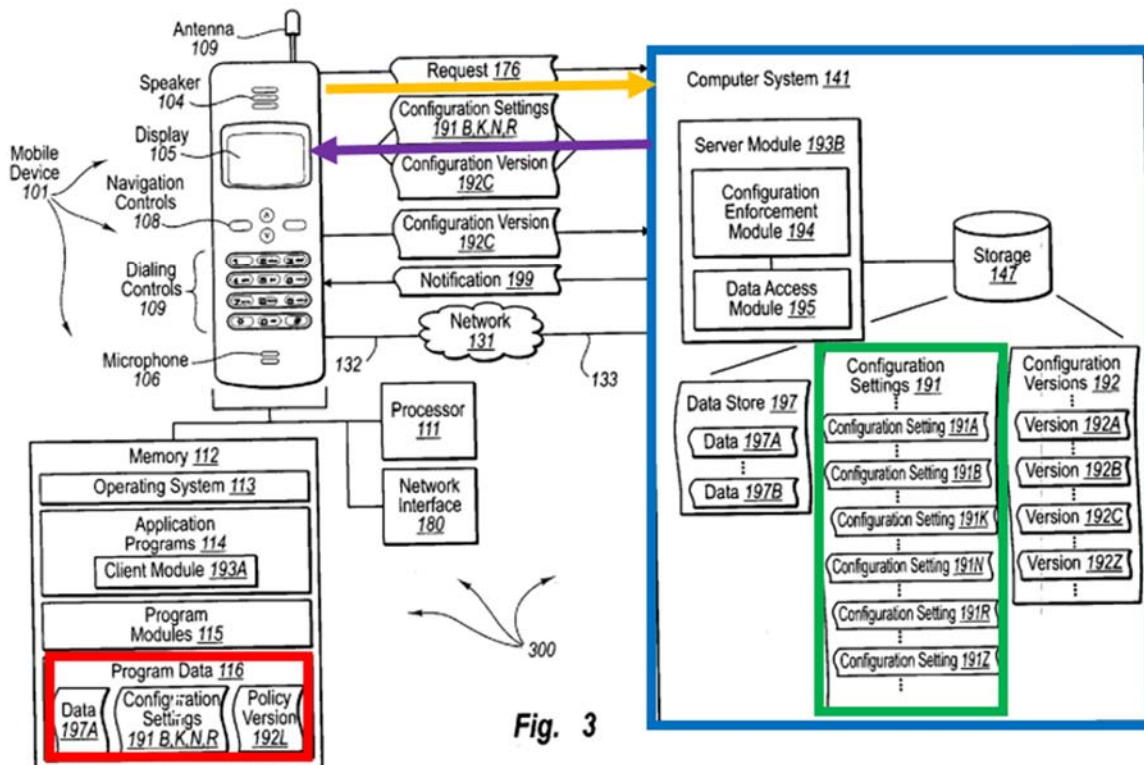 Antenna
109
Speaker
104
Display
105
Mobile
Device
101
Navigation
Controls
108
Dialing
Controls
109
Microphone
106
Request 176
Configuration Settings
191 B,K,N,R
Configuration Version
192C
Configuration Version
192C
Notification 199
Network
131
132
133
Computer System 141
Server Module 193B
Configuration
Enforcement
Module 194
Data Access
Module 195
Storage
147
Data Store 197
Data 197A
Data 197B
Configuration
Settings 191
Configuration Setting 191A
Configuration Setting 191B
Configuration Setting 191K
Configuration Setting 191N
Configuration Setting 191R
Configuration Setting 191Z
Configuration
Versions 192
Version 192A
Version 192B
Version 192C
Version 192Z
Processor
111
Network
Interface
180
Memory 112
Operating System 113
Application
Programs 114
Client Module 193A
Program
Modules 115
Program Data 116
Data
197A
Configuration
Settings
191 B,K,N,R
Policy
Version
192L
300
Fig. 3